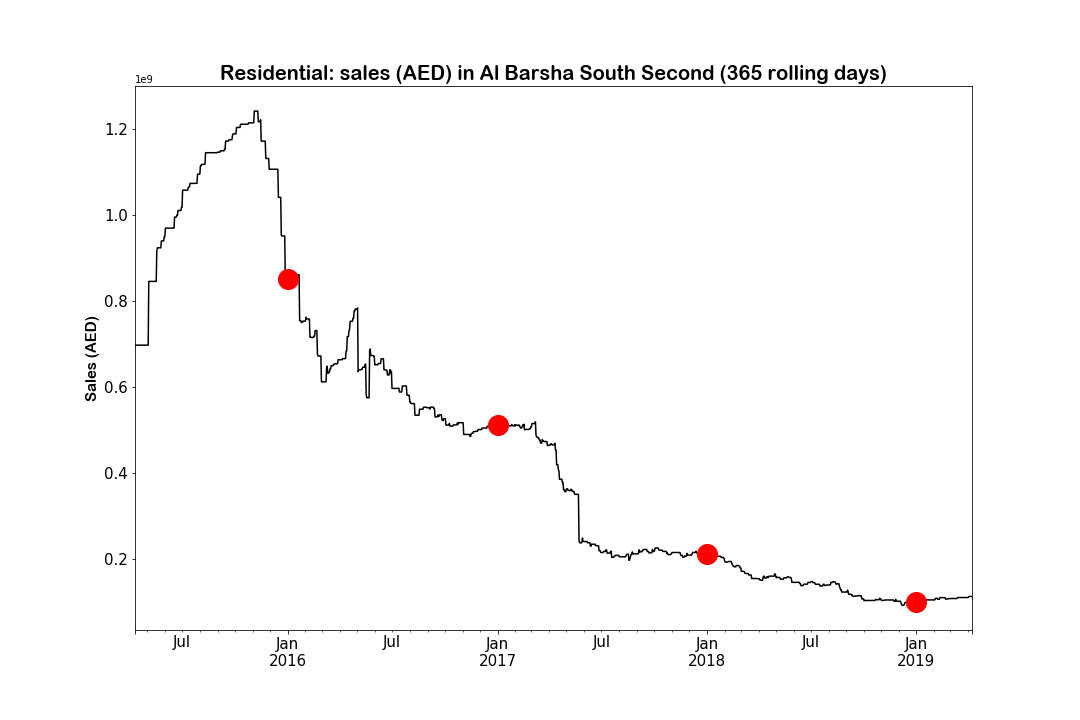 Residential: sales (AED) in Al Barsha South Second (365 rolling days)
1e9
1.2
1.0
0.8
0.6
0.4
0.2
Sales (AED)
Jul Jan Jul Jan Jul Jan Jul Jan
2016 2017 2018 2019